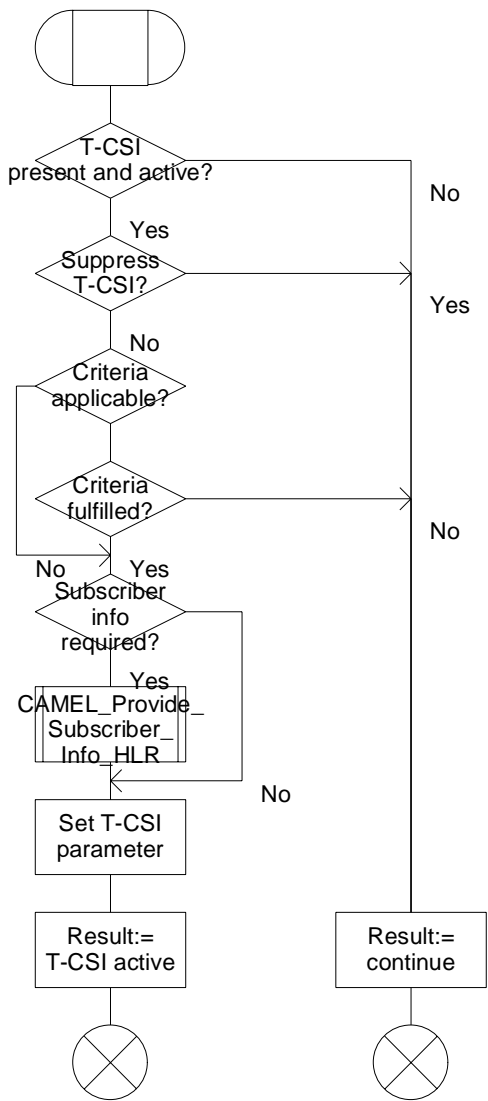 T-CSI
present and active?
No
Yes
Suppress
T-CSI?
Yes
No
Criteria
applicable?
Criteria
fulfilled?
No
No
Yes
Subscriber
info
required?
Yes
CAMEL_Provide_
Subscriber_
Info_HLR
No
Set T-CSI
parameter
Result:=
T-CSI active
Result:=
continue